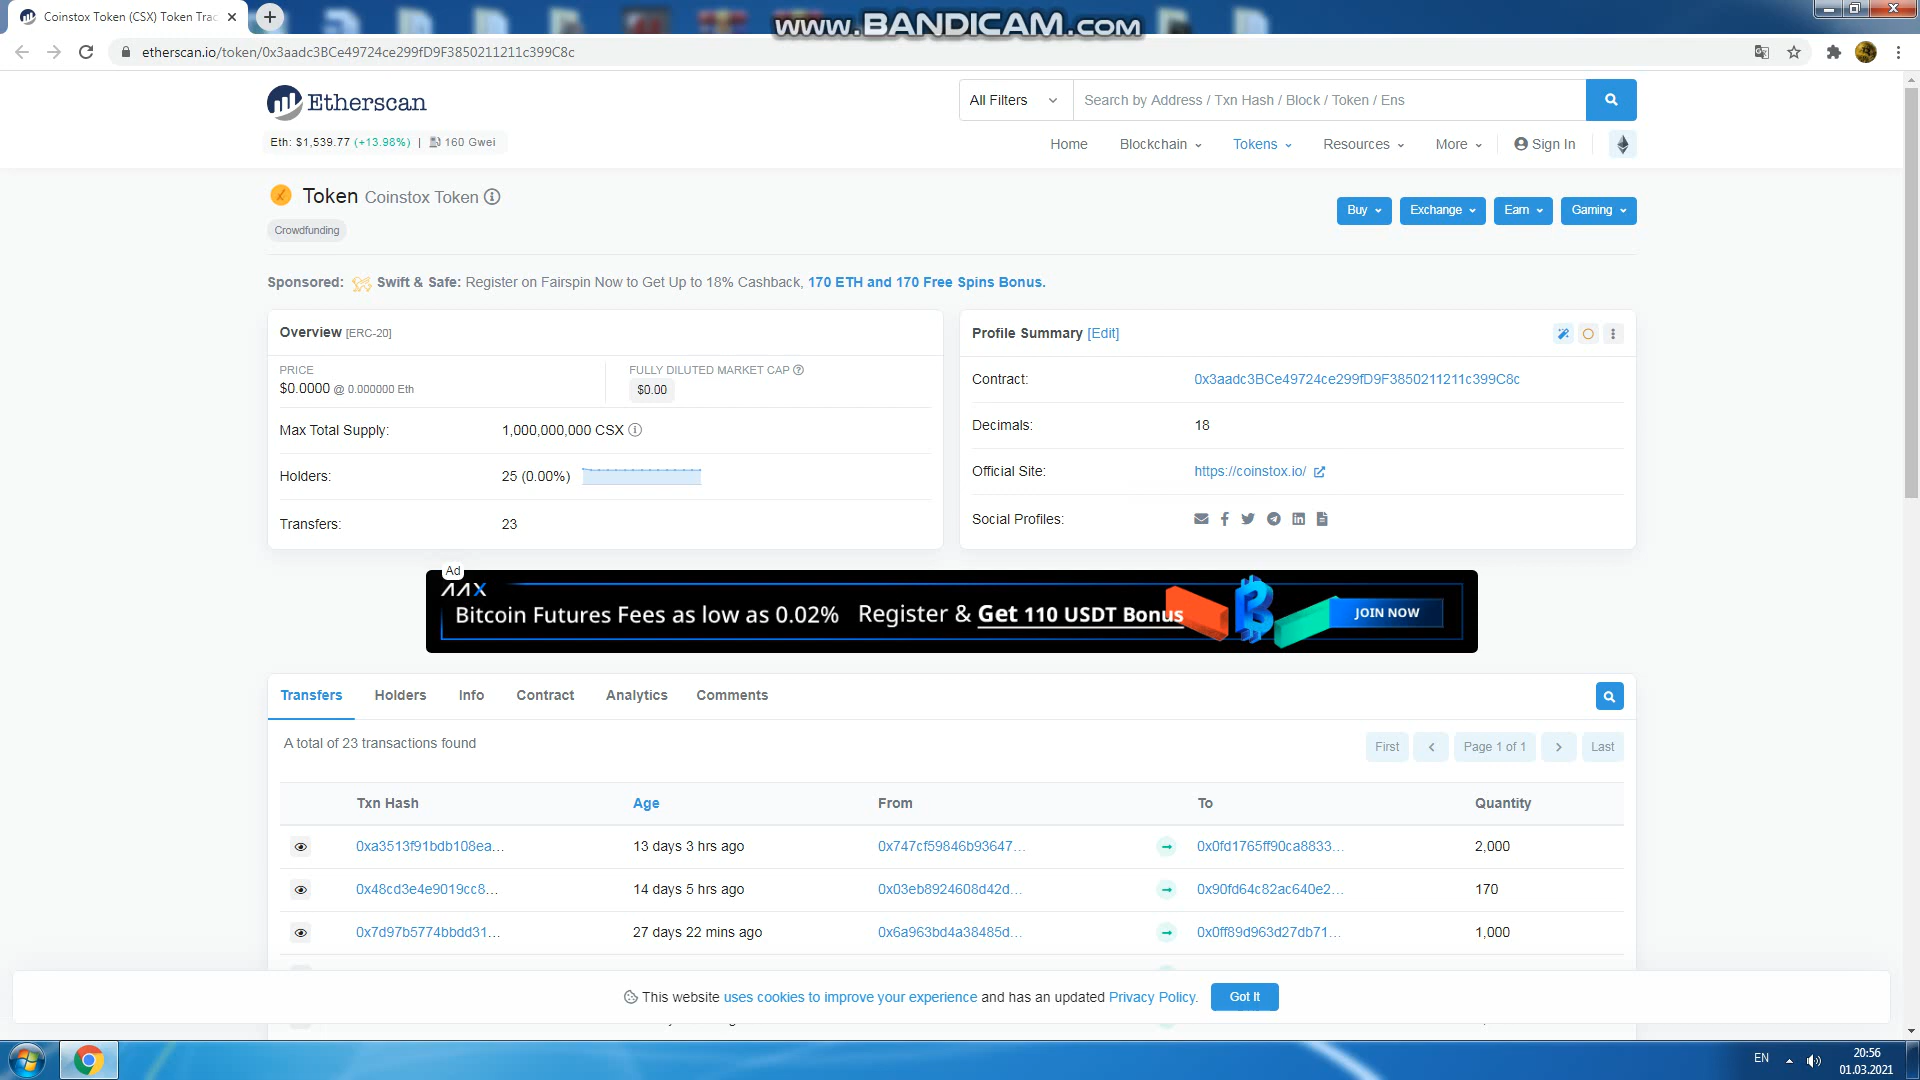 Coinstox Token (CSX) Token Trac
www.BANDICAM.com
etherscan.io/token/0x3aadc3BCe49724ce299fD9F3850211211c399C8c
Etherscan
All Filters
Search by Address / Txn Hash / Block / Token / Ens
Eth: $1,539.77 (+13.98%) | 160 Gwei
Home Blockchain Tokens Resources More Sign In
Token Coinstox Token
Crowdfunding
Buy Exchange Earn Gaming
Sponsored: Swift & Safe: Register on Fairspin Now to Get Up to 18% Cashback, 170 ETH and 170 Free Spins Bonus.
Overview [ERC-20]
PRICE
$0.0000 @ 0.000000 Eth
FULLY DILUTED MARKET CAP
$0.00
Max Total Supply: 1,000,000,000 CSX
Holders: 25 (0.00%)
Transfers: 23
Profile Summary [Edit]
Contract: 0x3aadc3BCe49724ce299fD9F3850211211c399C8c
Decimals: 18
Official Site: https://coinstox.io/
Social Profiles:
Ad
AAX
Bitcoin Futures Fees as low as 0.02% Register & Get 110 USDT Bonus
JOIN NOW
Transfers Holders Info Contract Analytics Comments
A total of 23 transactions found
First Page 1 of 1 Last
Txn Hash Age From To Quantity
0xa3513f91bdb108ea... 13 days 3 hrs ago 0x747cf59846b93647... 0x0fd1765ff90ca8833... 2,000
0x48cd3e4e9019cc8... 14 days 5 hrs ago 0x03eb8924608d42d... 0x90fd64c82ac640e2... 170
0x7d97b5774bbdd31... 27 days 22 mins ago 0x6a963bd4a38485d... 0x0ff89d963d27db71... 1,000
This website uses cookies to improve your experience and has an updated Privacy Policy.
Got It
EN
20:56
01.03.2021